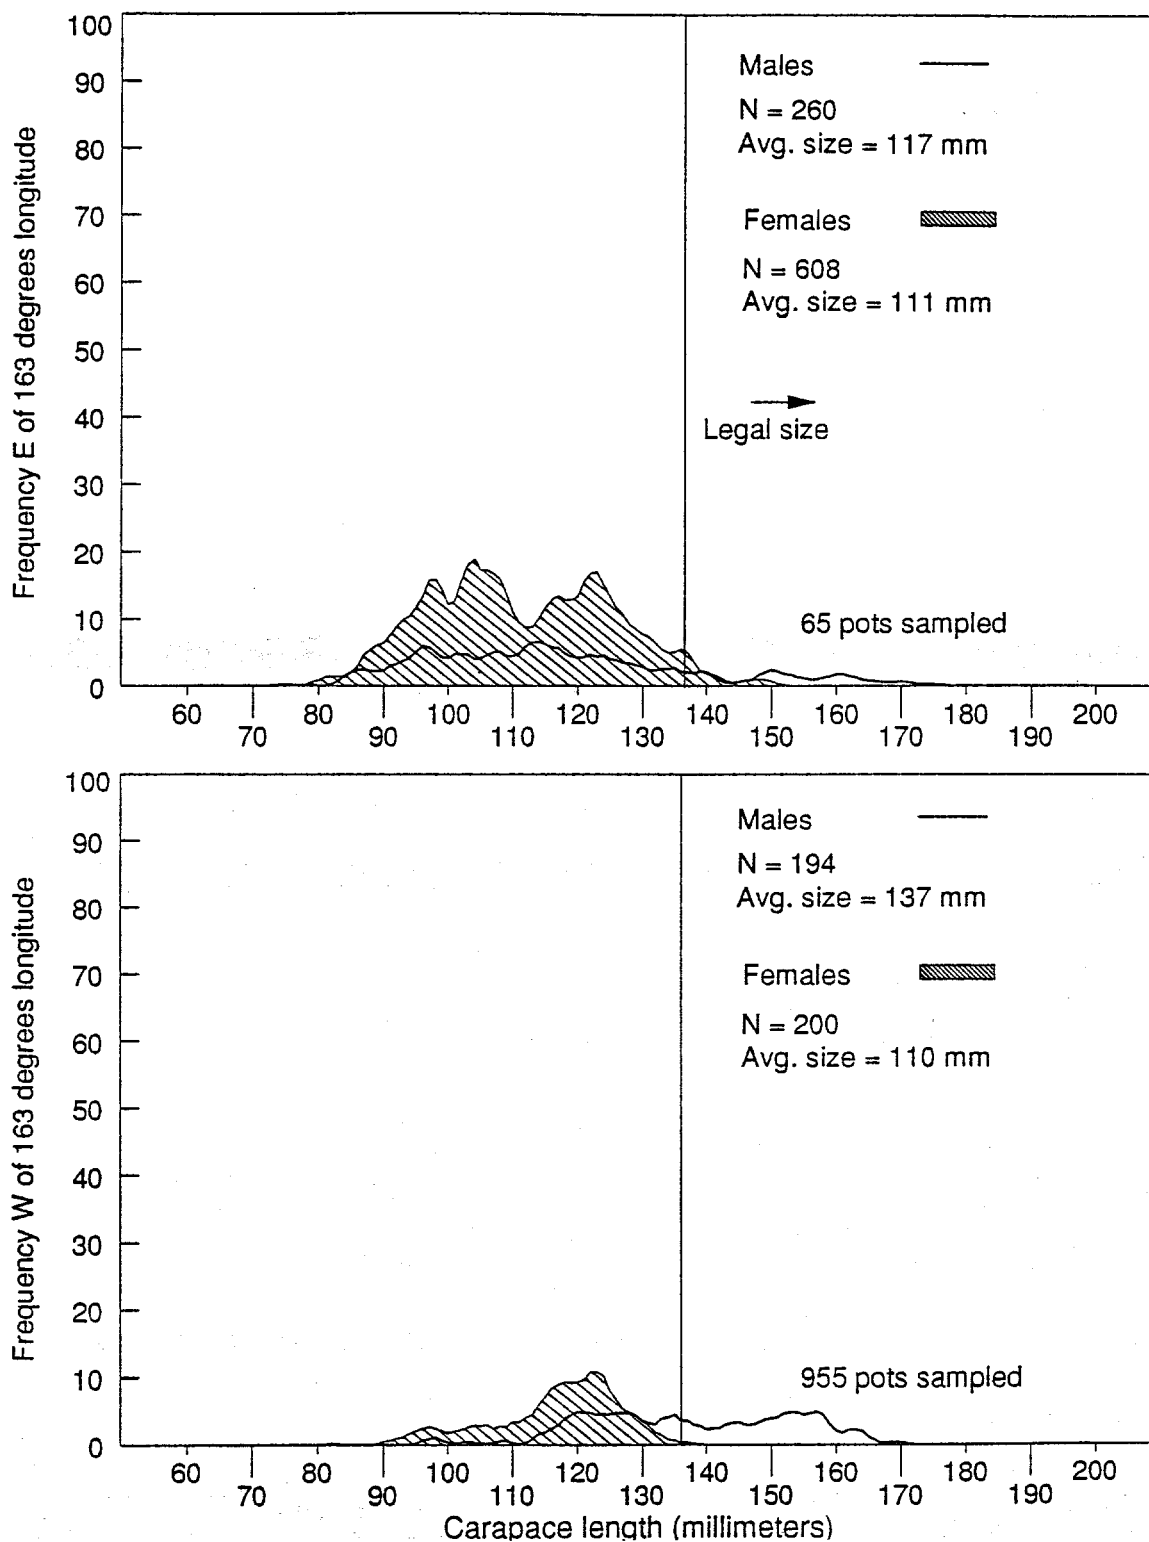 Frequency E of 163 degrees longitude
100
90
80
70
60
50
40
30
20
10
0
Males
N = 260
Avg. size = 117 mm
Females
N = 608
Avg. size = 111 mm
Legal size
65 pots sampled
60 80 100 120 140 160 180 200
70 90 110 130 150 170 190
Frequency W of 163 degrees longitude
100
90
80
70
60
50
40
30
20
10
0
Males
N = 194
Avg. size = 137 mm
Females
N = 200
Avg. size = 110 mm
955 pots sampled
60 80 100 120 140 160 180 200
70 90 110 130 150 170 190
Carapace length (millimeters)